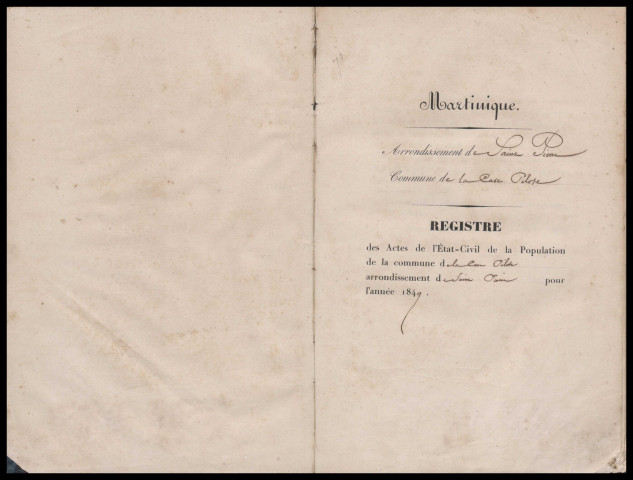 Martinique.
Arrondissement de Saint Pierre
Commune de la Case Pilote
REGISTRE
des Actes de l'État-Civil de la Population
de la commune de la Case Pilote
arrondissement de Saint Pierre pour
l'année 1849.